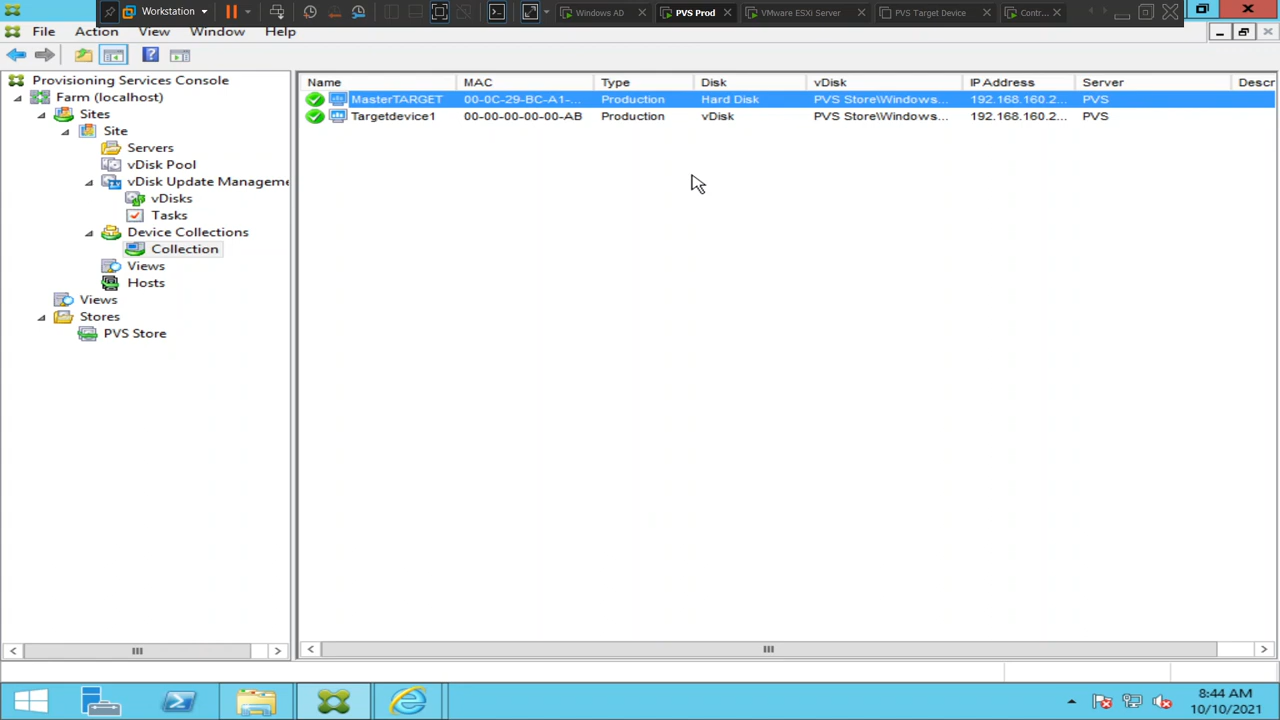 Workstation
Windows AD
PVS Prod
VMware ESXi Server
PVS Target Device
Contr...
File Action View Window Help
Provisioning Services Console
Farm (localhost)
Sites
Site
Servers
vDisk Pool
vDisk Update Manageme
vDisks
Tasks
Device Collections
Collection
Views
Hosts
Views
Stores
PVS Store
Name MAC Type Disk vDisk IP Address Server Descr
MasterTARGET 00-0C-29-BC-A1-... Production Hard Disk PVS Store\Windows... 192.168.160.2... PVS
Targetdevice1 00-00-00-00-00-AB Production vDisk PVS Store\Windows... 192.168.160.2... PVS
8:44 AM
10/10/2021